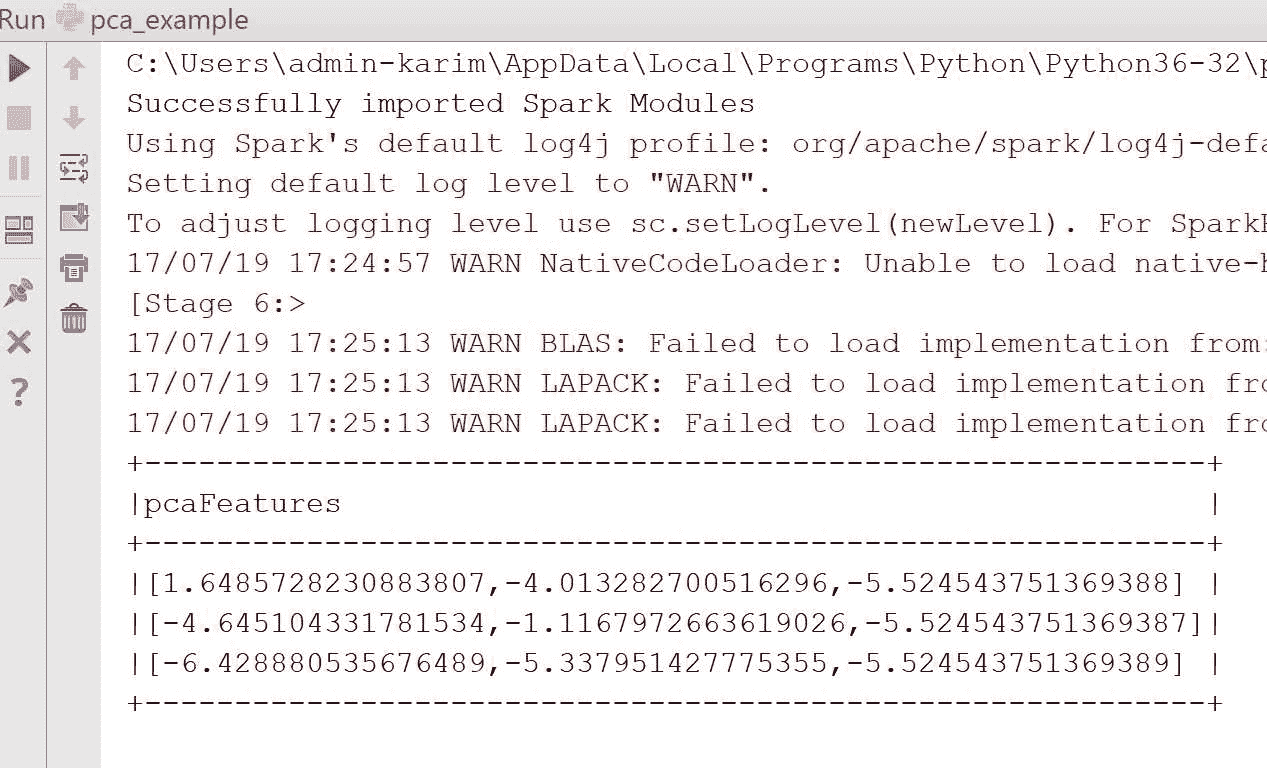 Run pca_example
C:\Users\admin-karim\AppData\Local\Programs\Python\Python36-32\p
Successfully imported Spark Modules
Using Spark's default log4j profile: org/apache/spark/log4j-defa
Setting default log level to "WARN".
To adjust logging level use sc.setLogLevel(newLevel). For SparkR
17/07/19 17:24:57 WARN NativeCodeLoader: Unable to load native-h
[Stage 6:>
17/07/19 17:25:13 WARN BLAS: Failed to load implementation from:
17/07/19 17:25:13 WARN LAPACK: Failed to load implementation fro
17/07/19 17:25:13 WARN LAPACK: Failed to load implementation fro
+-----------------------------------------------------------+
|pcaFeatures                                                |
+-----------------------------------------------------------+
|[1.6485728230883807,-4.013282700516296,-5.524543751369388] |
|[-4.645104331781534,-1.1167972663619026,-5.524543751369387]|
|[-6.428880535676489,-5.337951427775355,-5.524543751369389] |
+-----------------------------------------------------------+